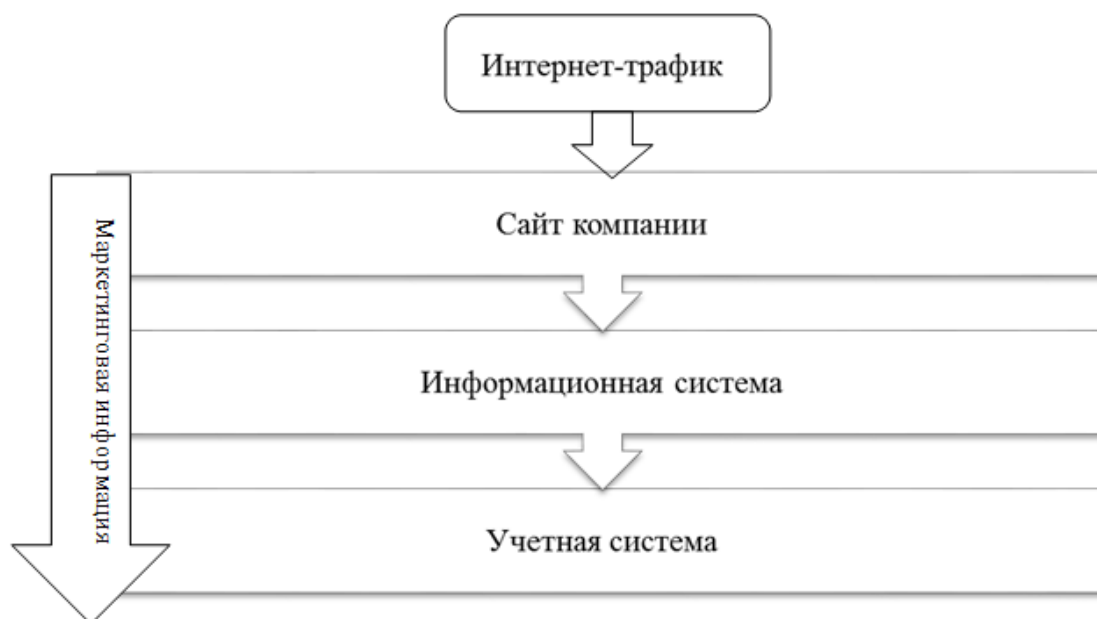 Интернет-трафик
Сайт компании
Маркетинговая информация
Информационная система
Учетная система